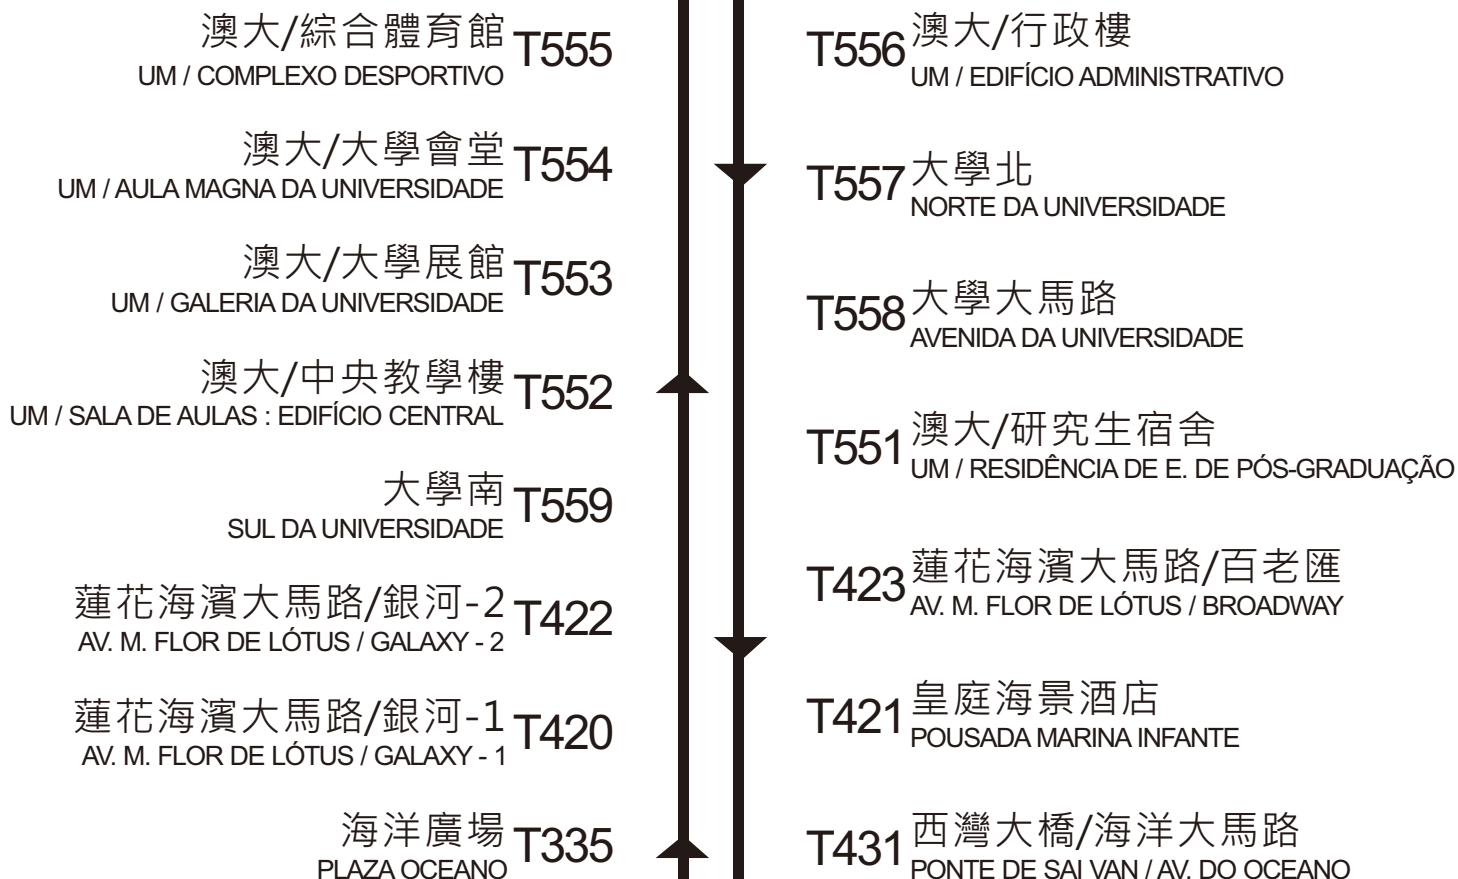 澳大/綜合體育館
T555
UM / COMPLEXO DESPORTIVO
澳大/大學會堂
T554
UM / AULA MAGNA DA UNIVERSIDADE
澳大/大學展館
T553
UM / GALERIA DA UNIVERSIDADE
澳大/中央教學樓
T552
UM / SALA DE AULAS : EDIFÍCIO CENTRAL
大學南
T559
SUL DA UNIVERSIDADE
蓮花海濱大馬路/銀河-2
T422
AV. M. FLOR DE LÓTUS / GALAXY - 2
蓮花海濱大馬路/銀河-1
T420
AV. M. FLOR DE LÓTUS / GALAXY - 1
海洋廣場
T335
PLAZA OCEANO
T556
澳大/行政樓
UM / EDIFÍCIO ADMINISTRATIVO
T557
大學北
NORTE DA UNIVERSIDADE
T558
大學大馬路
AVENIDA DA UNIVERSIDADE
T551
澳大/研究生宿舍
UM / RESIDÊNCIA DE E. DE PÓS-GRADUAÇÃO
T423
蓮花海濱大馬路/百老匯
AV. M. FLOR DE LÓTUS / BROADWAY
T421
皇庭海景酒店
POUSADA MARINA INFANTE
T431
西灣大橋/海洋大馬路
PONTE DE SAI VAN / AV. DO OCEANO